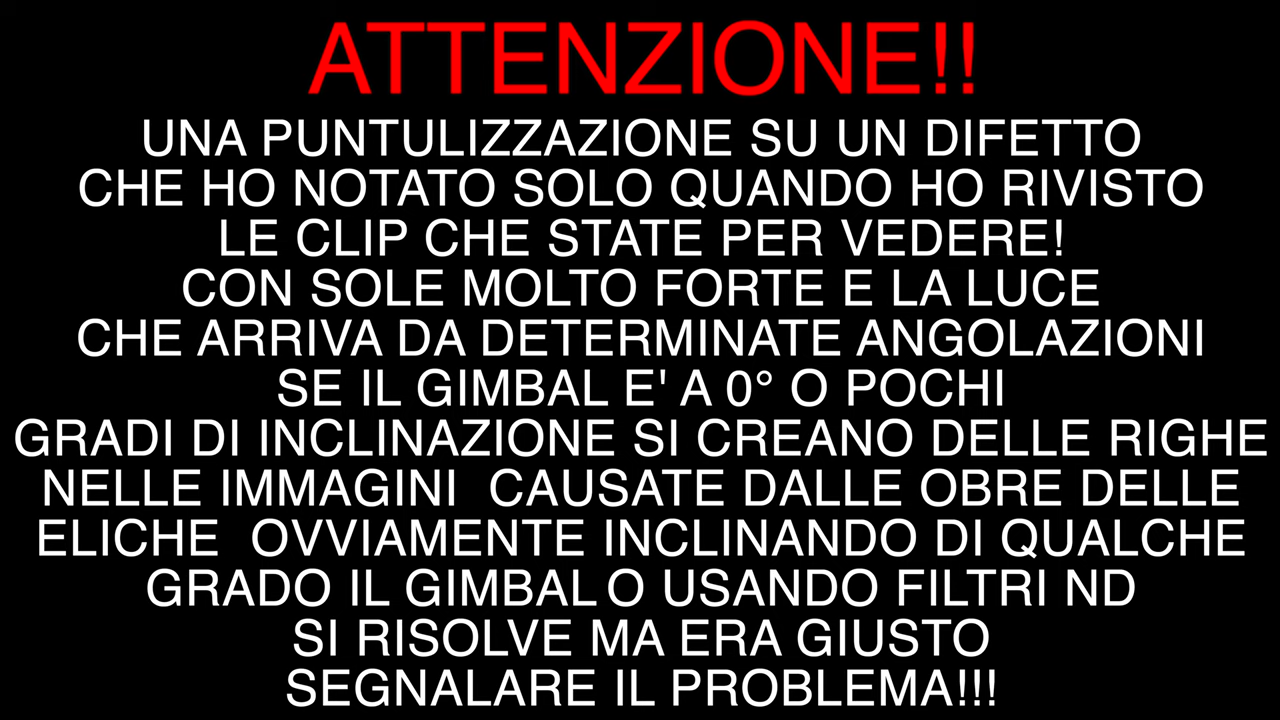 ATTENZIONE!!
UNA PUNTULIZZAZIONE SU UN DIFETTO
CHE HO NOTATO SOLO QUANDO HO RIVISTO
LE CLIP CHE STATE PER VEDERE!
CON SOLE MOLTO FORTE E LA LUCE
CHE ARRIVA DA DETERMINATE ANGOLAZIONI
SE IL GIMBAL E' A 0° O POCHI
GRADI DI INCLINAZIONE SI CREANO DELLE RIGHE
NELLE IMMAGINI  CAUSATE DALLE OBRE DELLE
ELICHE  OVVIAMENTE INCLINANDO DI QUALCHE
GRADO IL GIMBAL O USANDO FILTRI ND
SI RISOLVE MA ERA GIUSTO
SEGNALARE IL PROBLEMA!!!